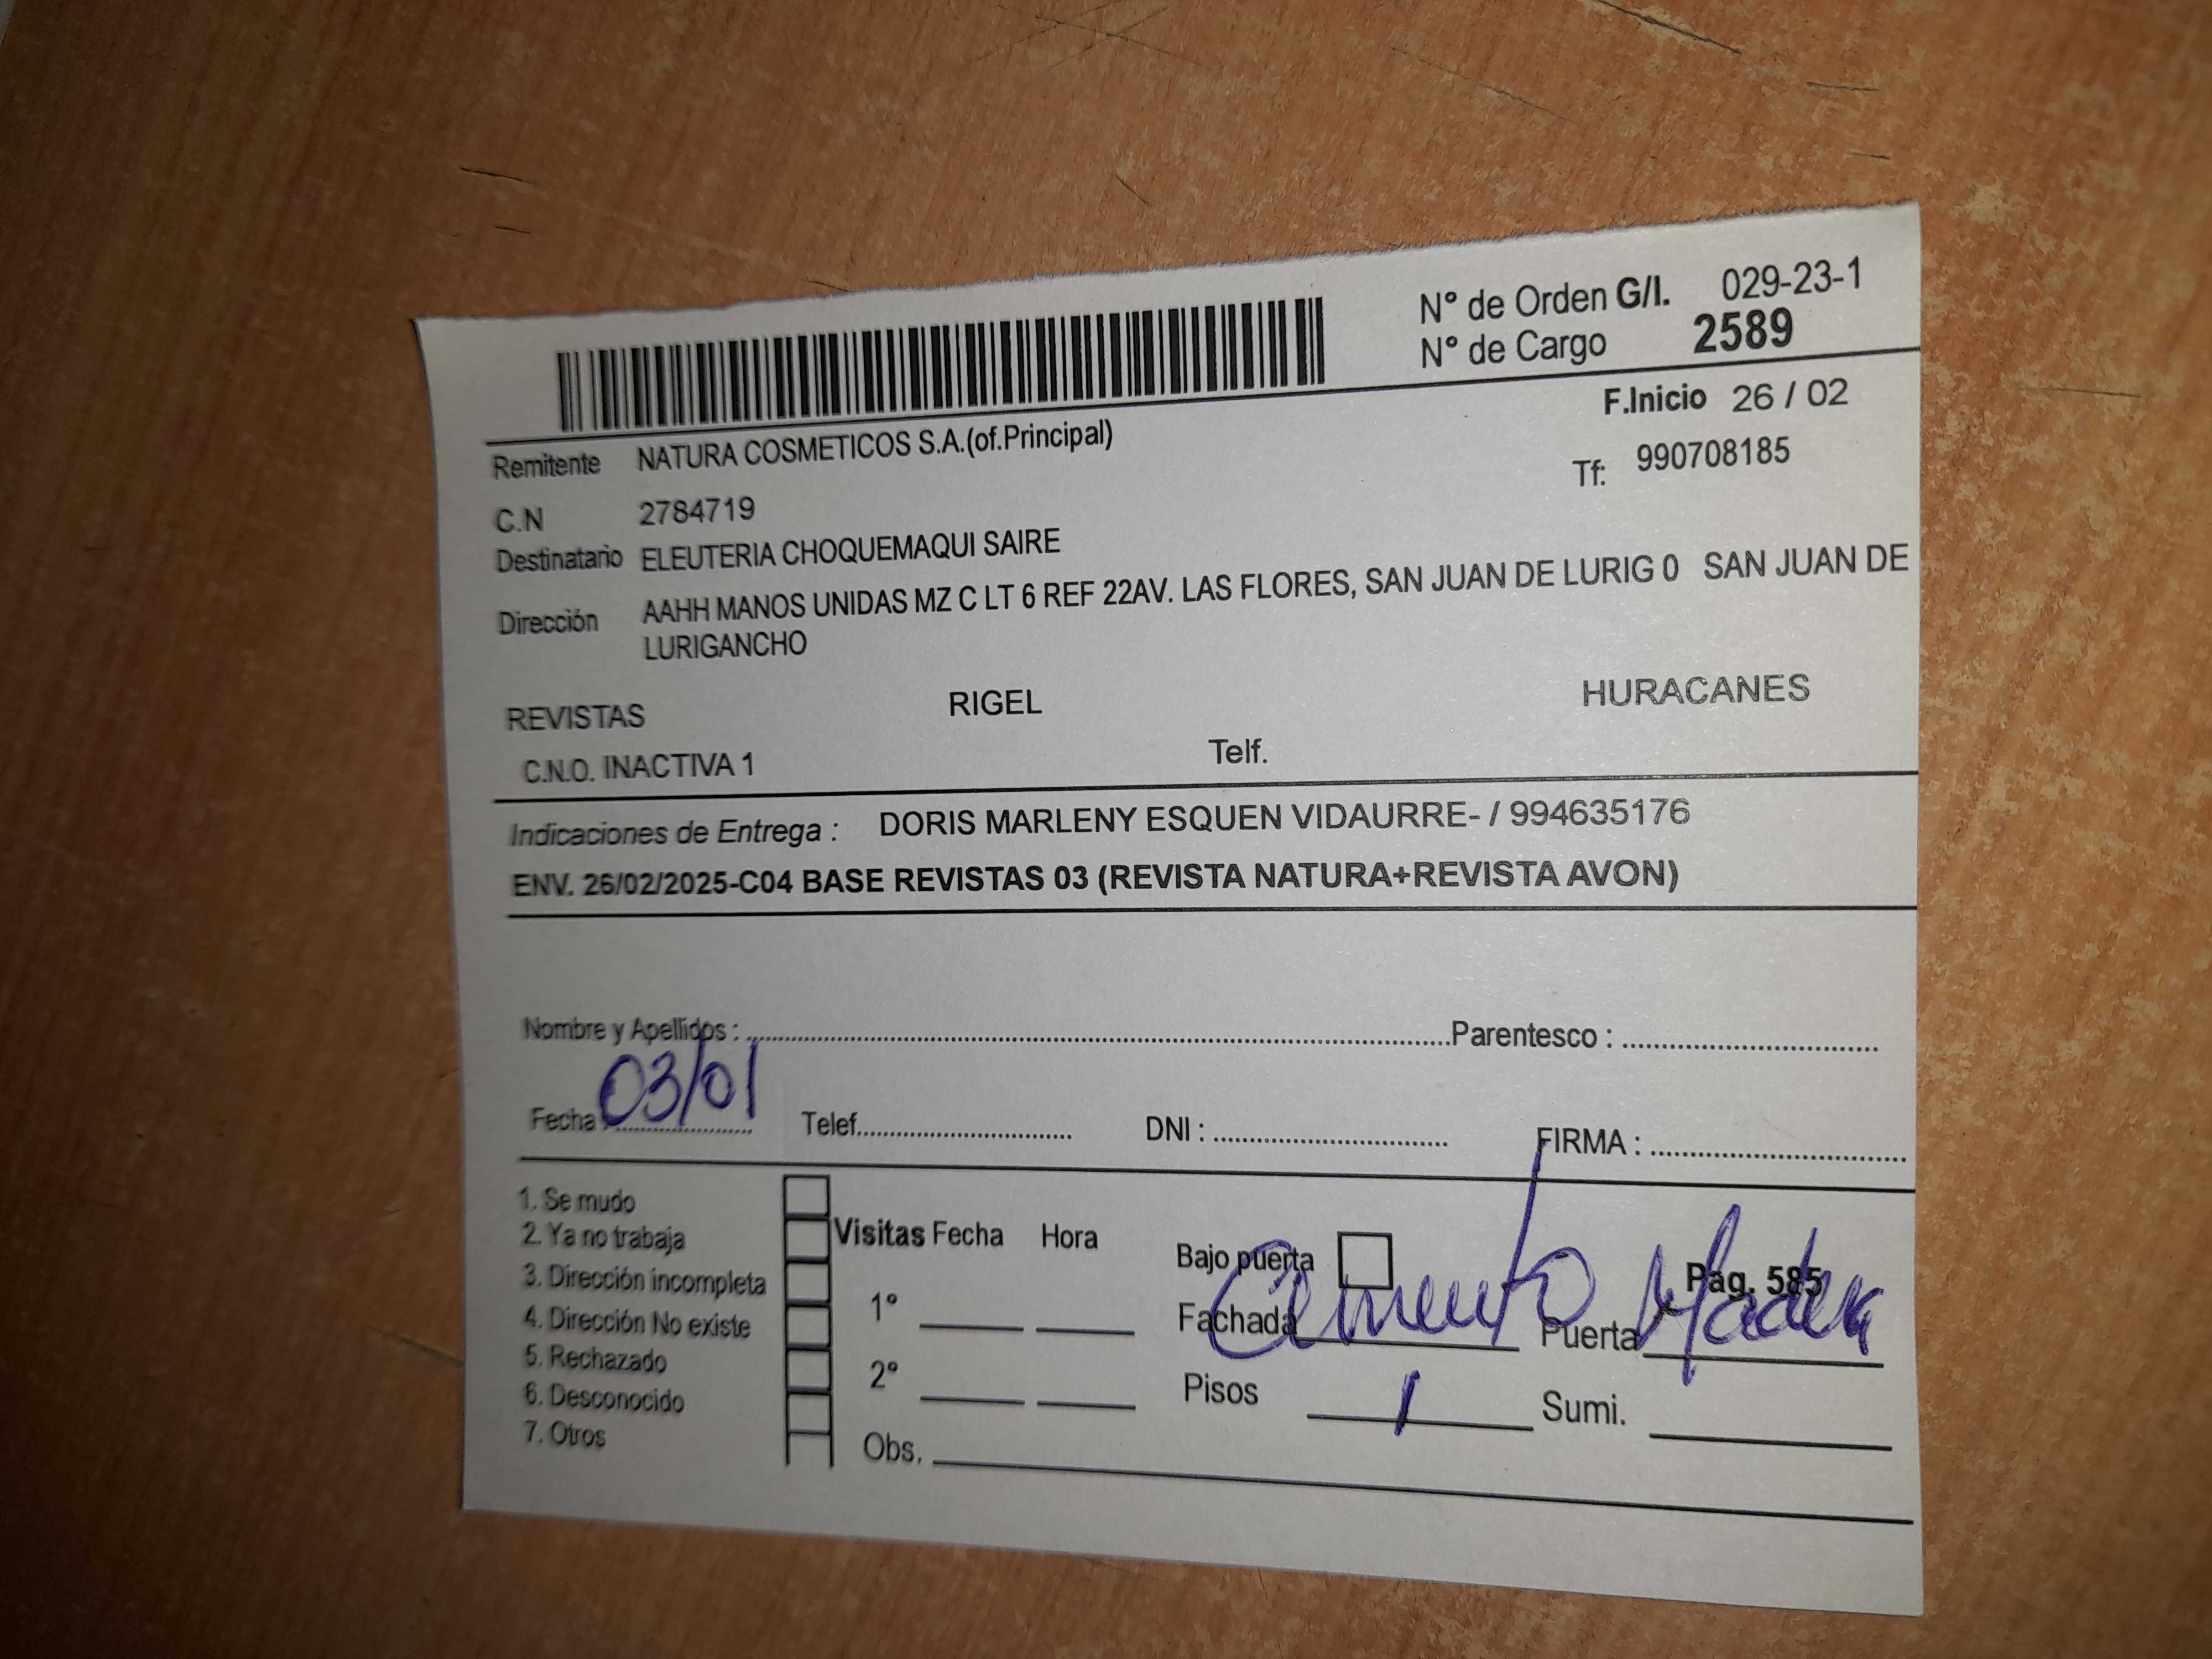 N° de Orden G/I. 029-23-1
N° de Cargo 2589
F.Inicio 26 / 02
Remitente NATURA COSMETICOS S.A.(of.Principal)
Tf: 990708185
C.N 2784719
Destinatario ELEUTERIA CHOQUEMAQUI SAIRE
Dirección AAHH MANOS UNIDAS MZ C LT 6 REF 22AV. LAS FLORES, SAN JUAN DE LURIG 0 SAN JUAN DE
LURIGANCHO
REVISTAS RIGEL HURACANES
C.N.O. INACTIVA 1 Telf.
Indicaciones de Entrega : DORIS MARLENY ESQUEN VIDAURRE- / 994635176
ENV. 26/02/2025-C04 BASE REVISTAS 03 (REVISTA NATURA+REVISTA AVON)
Nombre y Apellidos : Parentesco :
Fecha : 03/01 Telef. DNI : FIRMA :
1. Se mudo
2. Ya no trabaja
3. Dirección incompleta
4. Dirección No existe
5. Rechazado
6. Desconocido
7. Otros
Visitas Fecha Hora
1°
2°
Obs.
Bajo puerta Pag. 585
Fachada Cemento Puerta Madera
Pisos 1 Sumi.